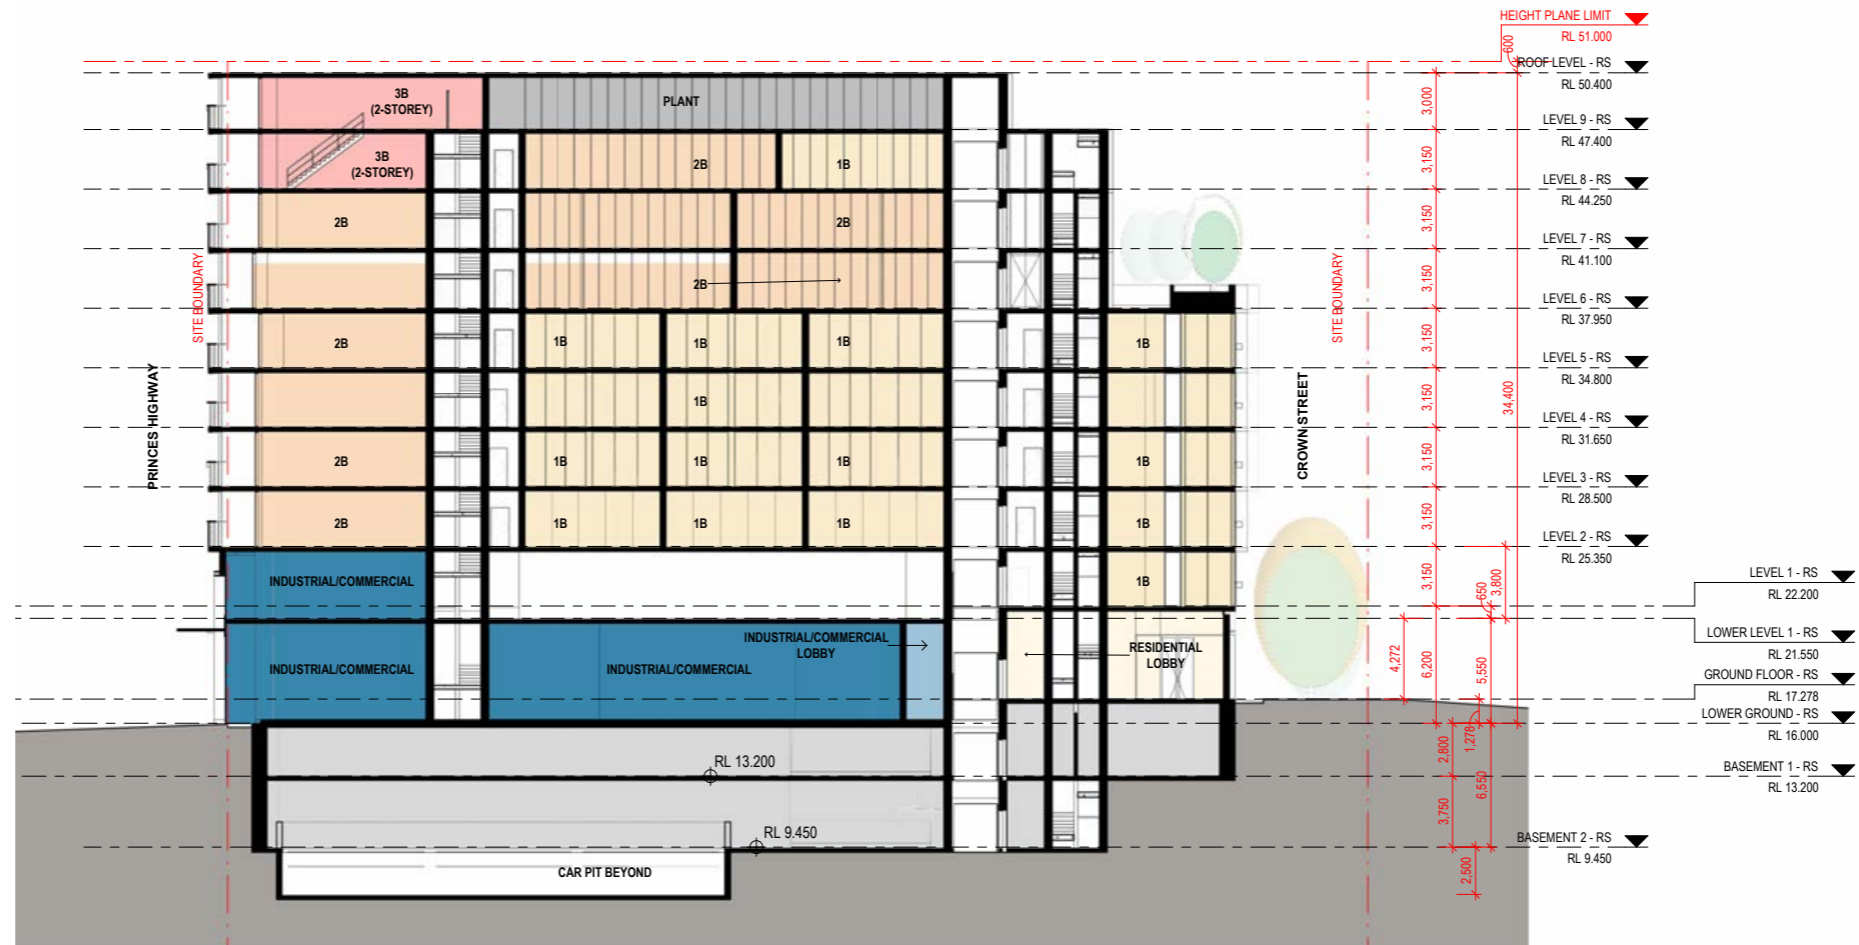 HEIGHT PLANE LIMIT
RL 51.000
600
ROOF LEVEL - RS
RL 50.400
3B
(2-STOREY)
PLANT
3,000
LEVEL 9 - RS
RL 47.400
3B
(2-STOREY)
2B
1B
3,150
LEVEL 8 - RS
RL 44.250
2B
2B
3,150
LEVEL 7 - RS
RL 41.100
SITE BOUNDARY
2B
SITE BOUNDARY
3,150
LEVEL 6 - RS
RL 37.950
2B
1B
1B
1B
1B
3,150
LEVEL 5 - RS
RL 34.800
PRINCES HIGHWAY
1B
CROWN STREET
3,150
34,400
LEVEL 4 - RS
RL 31.650
2B
1B
1B
1B
1B
3,150
LEVEL 3 - RS
RL 28.500
2B
1B
1B
1B
1B
3,150
LEVEL 2 - RS
RL 25.350
INDUSTRIAL/COMMERCIAL
1B
3,150
650
3,800
LEVEL 1 - RS
RL 22.200
INDUSTRIAL/COMMERCIAL
LOBBY
LOWER LEVEL 1 - RS
RL 21.550
INDUSTRIAL/COMMERCIAL
INDUSTRIAL/COMMERCIAL
RESIDENTIAL
LOBBY
4,272
6,200
5,550
GROUND FLOOR - RS
RL 17.278
LOWER GROUND - RS
RL 16.000
RL 13.200
2,800
1,278
BASEMENT 1 - RS
RL 13.200
6,550
3,750
RL 9.450
BASEMENT 2 - RS
RL 9.450
CAR PIT BEYOND
2,500